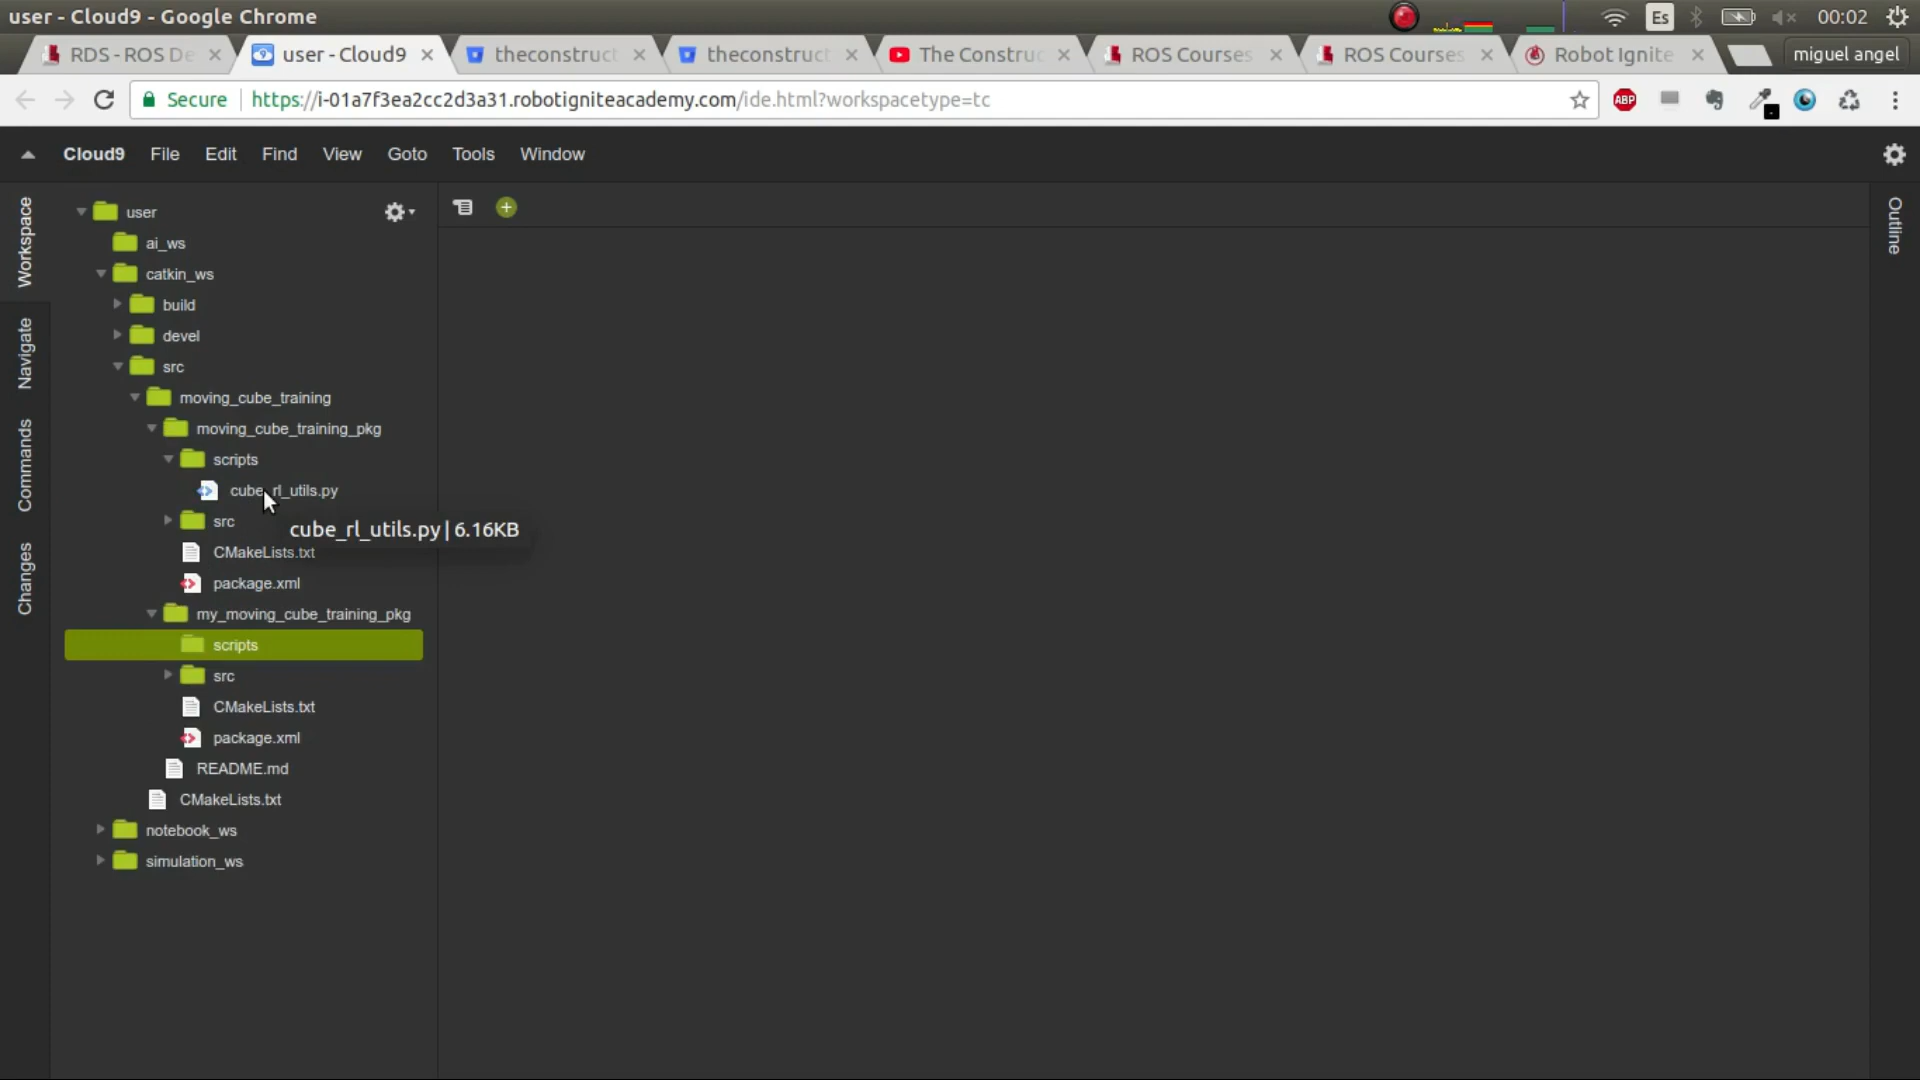 user - Cloud9 - Google Chrome
Es
00:02
RDS - ROS De
user - Cloud9
theconstruct
theconstruct
The Construc
ROS Courses
ROS Courses
Robot Ignite
miguel angel
Secure
https://i-01a7f3ea2cc2d3a31.robotigniteacademy.com/ide.html?workspacetype=tc
ABP
Cloud9 File Edit Find View Goto Tools Window
Workspace
Navigate
Commands
Changes
user
ai_ws
catkin_ws
build
devel
src
moving_cube_training
moving_cube_training_pkg
scripts
cube_rl_utils.py
src
cube_rl_utils.py | 6.16KB
CMakeLists.txt
package.xml
my_moving_cube_training_pkg
scripts
src
CMakeLists.txt
package.xml
README.md
CMakeLists.txt
notebook_ws
simulation_ws
Outline